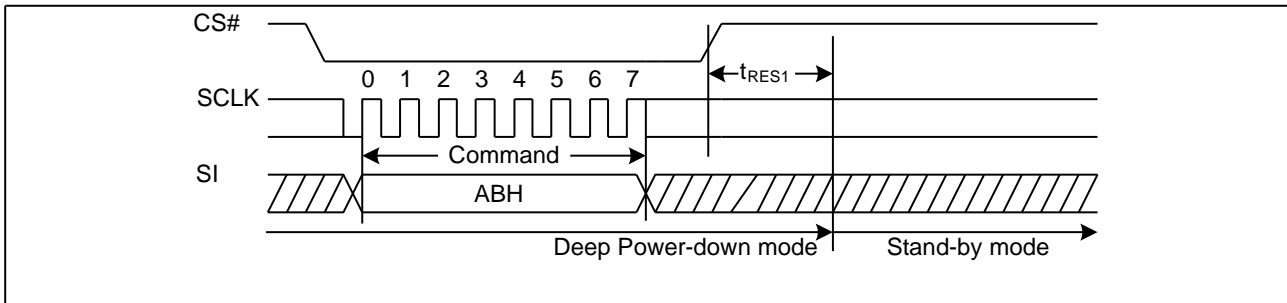 CS#
tRES1
0 1 2 3 4 5 6 7
SCLK
Command
SI
ABH
Deep Power-down mode Stand-by mode